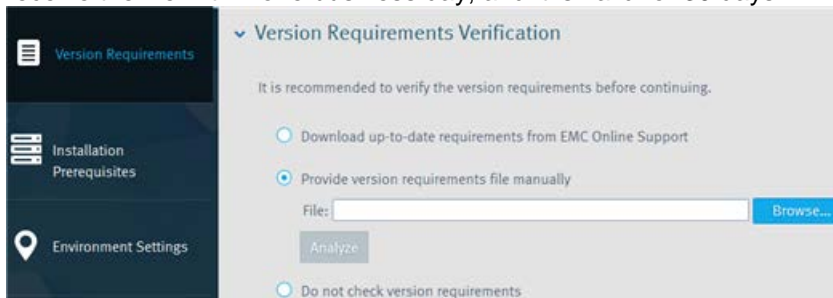 Version Requirements
Installation
Prerequisites
Environment Settings
Version Requirements Verification
It is recommended to verify the version requirements before continuing.
Download up-to-date requirements from EMC Online Support
Provide version requirements file manually
File:
Browse...
Analyze
Do not check version requirements